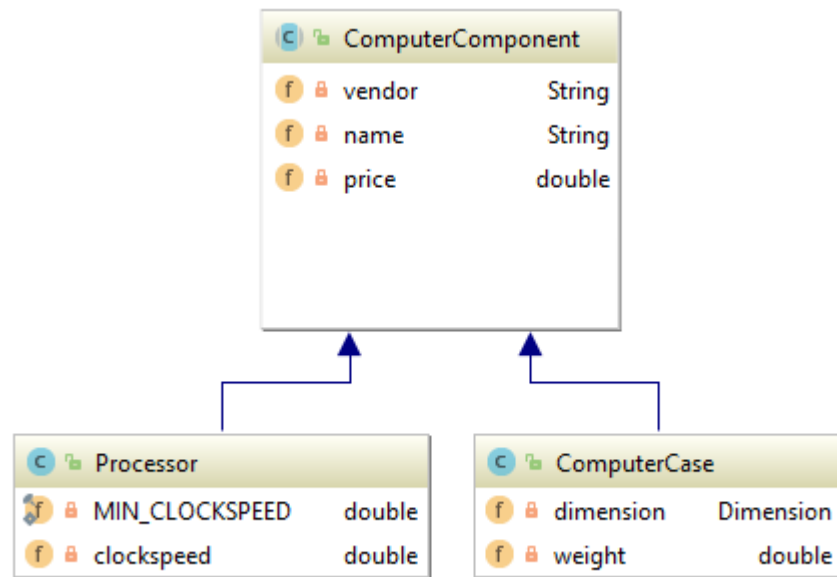 ComputerComponent
vendor String
name String
price double
Processor
MIN_CLOCKSPEED double
clockspeed double
ComputerCase
dimension Dimension
weight double